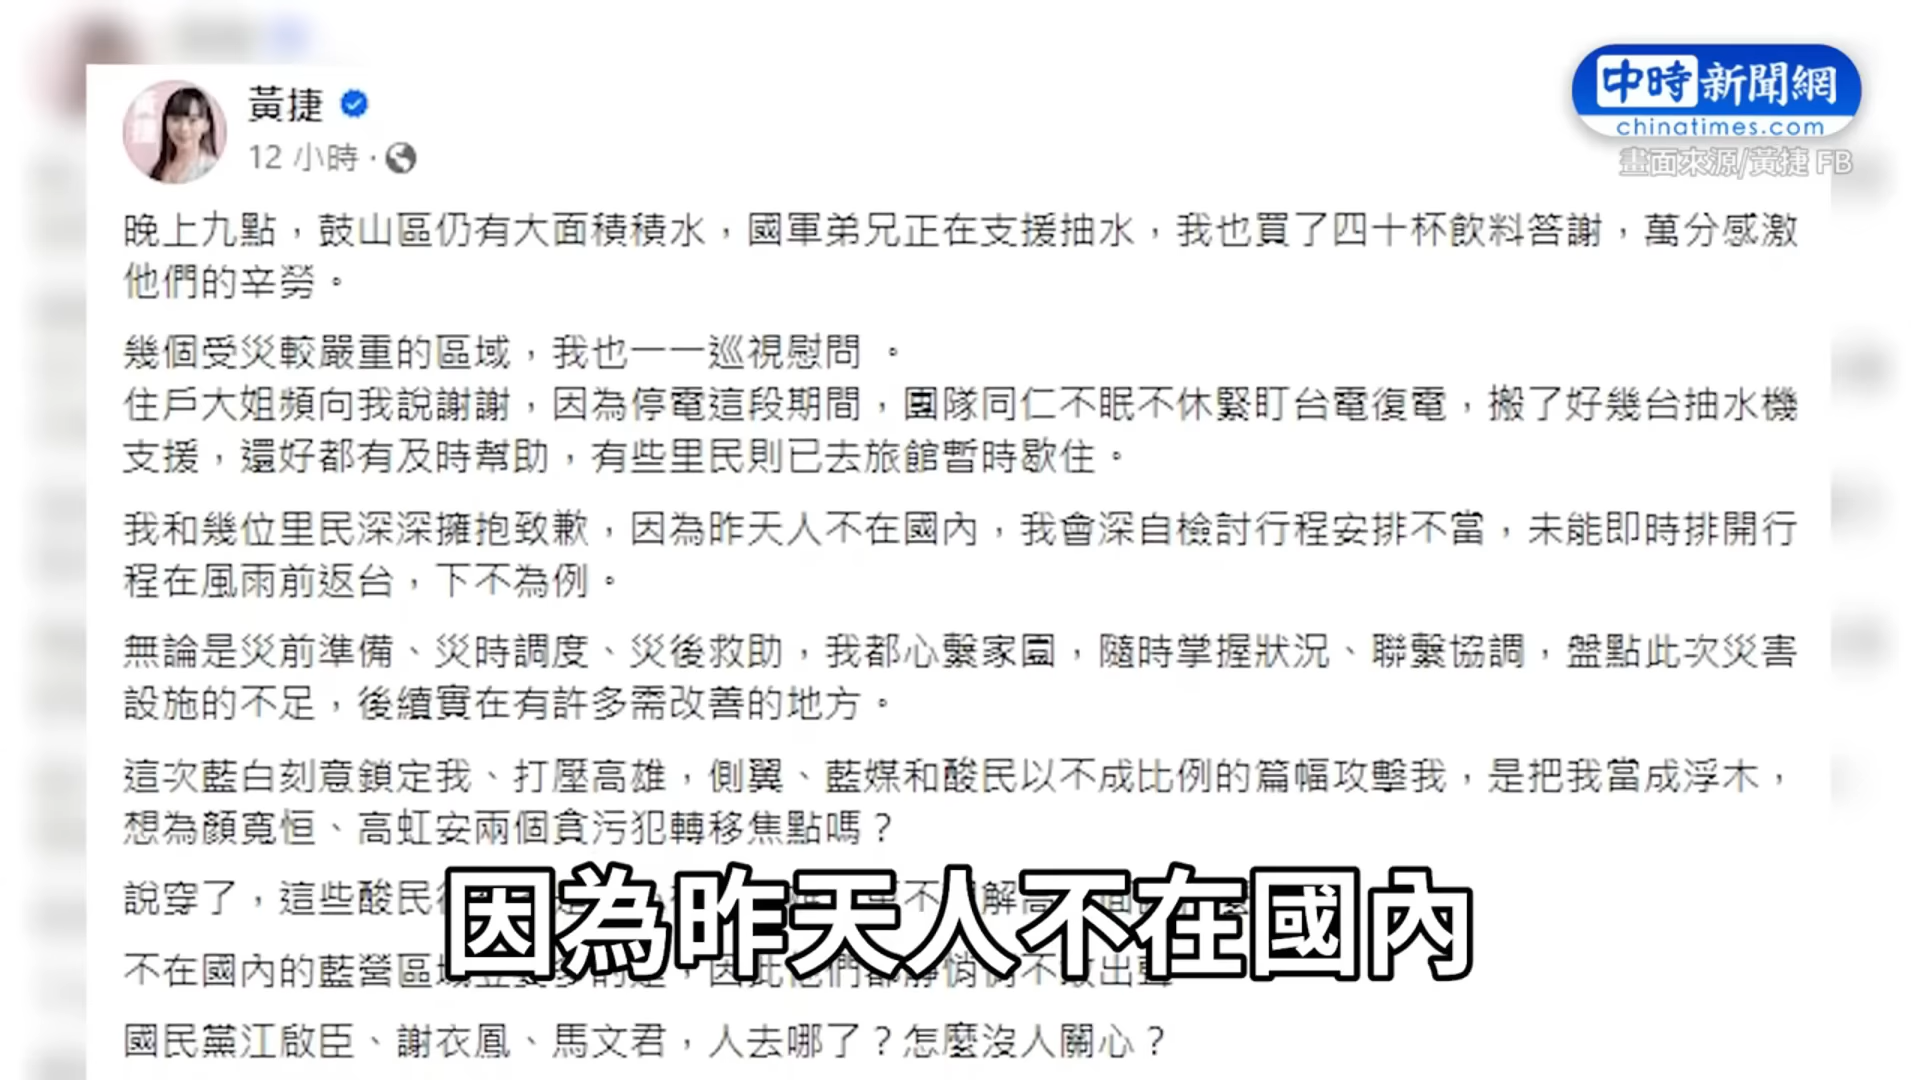 黃捷
12 小時
中時新聞網
chinatimes.com
畫面來源/黃捷 FB
晚上九點，鼓山區仍有大面積積水，國軍弟兄正在支援抽水，我也買了四十杯飲料答謝，萬分感激
他們的辛勞。
幾個受災較嚴重的區域，我也一一巡視慰問 。
住戶大姐頻向我說謝謝，因為停電這段期間，團隊同仁不眠不休緊盯台電復電，搬了好幾台抽水機
支援，還好都有及時幫助，有些里民則已去旅館暫時歇住。
我和幾位里民深深擁抱致歉，因為昨天人不在國內，我會深自檢討行程安排不當，未能即時排開行
程在風雨前返台，下不為例。
無論是災前準備、災時調度、災後救助，我都心繫家園，隨時掌握狀況、聯繫協調，盤點此次災害
設施的不足，後續實在有許多需改善的地方。
這次藍白刻意鎖定我、打壓高雄，側翼、藍媒和酸民以不成比例的篇幅攻擊我，是把我當成浮木，
想為顏寬恒、高虹安兩個貪污犯轉移焦點嗎？
說穿了，這些酸民
不在國內的藍營區域
國民黨江啟臣、謝衣鳳、馬文君，人去哪了？怎麼沒人關心？
因為昨天人不在國內